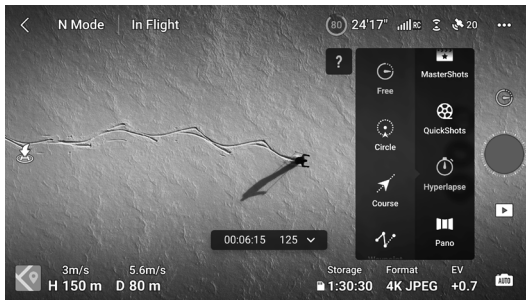 N Mode
In Flight
80
24'17"
RC
20
?
Free
MasterShots
Circle
QuickShots
Course
Hyperlapse
Waypoint
Pano
00:06:15
125
3m/s
5.6m/s
H 150 m
D 80 m
Storage
Format
EV
1:30:30
4K JPEG
+0.7
AUTO